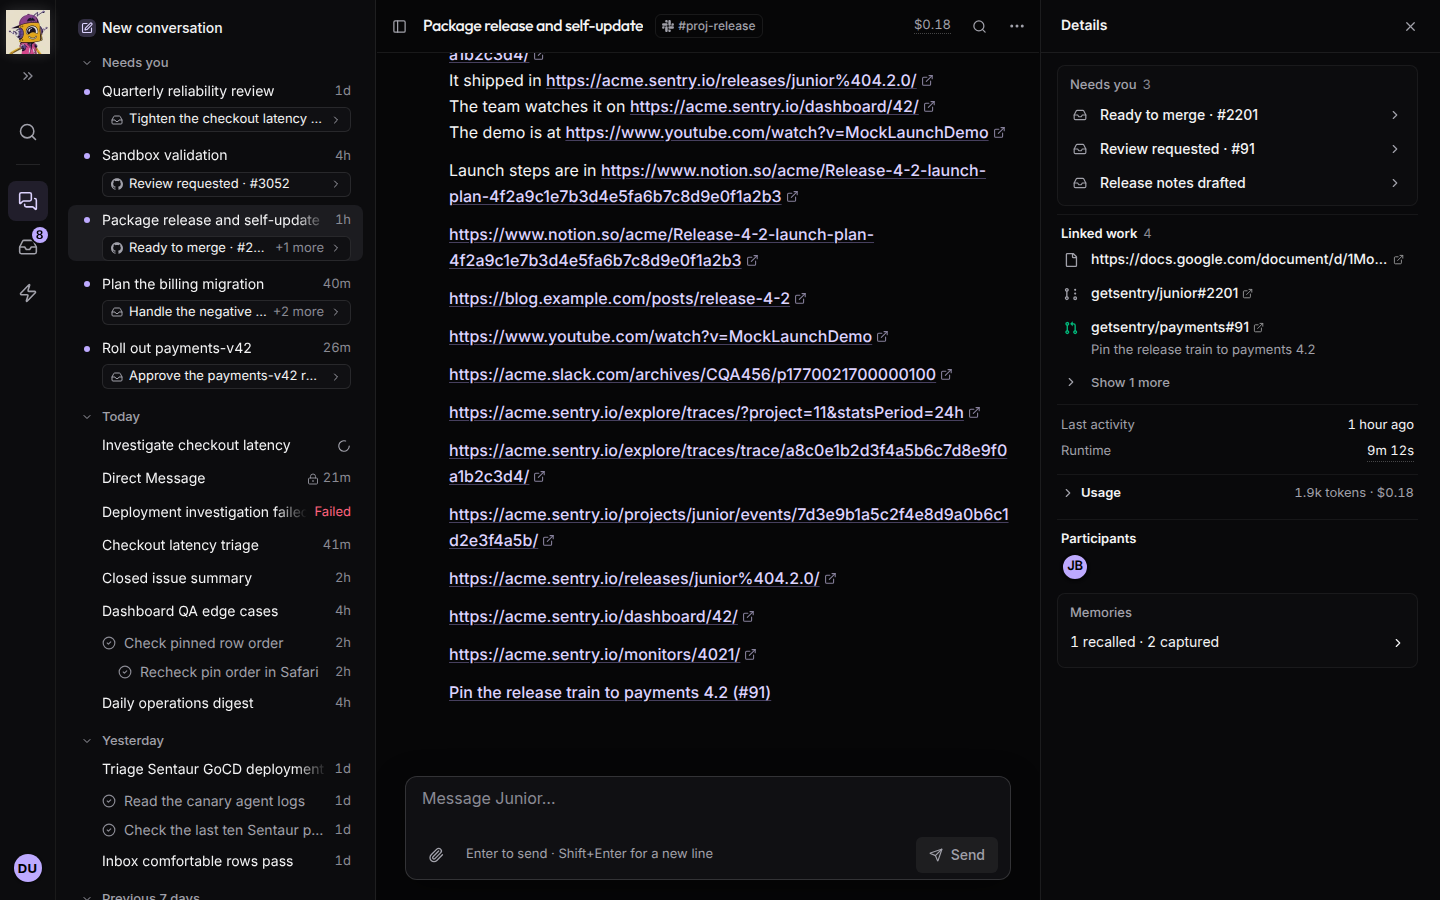 New conversation
Needs you
Quarterly reliability review 1d
Tighten the checkout latency ...
Sandbox validation 4h
Review requested · #3052
Package release and self-update 1h
Ready to merge · #2... +1 more
Plan the billing migration 40m
Handle the negative ... +2 more
Roll out payments-v42 26m
Approve the payments-v42 r...
Today
Investigate checkout latency
Direct Message 21m
Deployment investigation failed Failed
Checkout latency triage 41m
Closed issue summary 2h
Dashboard QA edge cases 4h
Check pinned row order 2h
Recheck pin order in Safari 2h
Daily operations digest 4h
Yesterday
Triage Sentaur GoCD deployment 1d
Read the canary agent logs 1d
Check the last ten Sentaur p... 1d
Inbox comfortable rows pass 1d
Previous 7 days
8
DU
Package release and self-update #proj-release $0.18
a1b2c3d4/
It shipped in https://acme.sentry.io/releases/junior%404.2.0/
The team watches it on https://acme.sentry.io/dashboard/42/
The demo is at https://www.youtube.com/watch?v=MockLaunchDemo
Launch steps are in https://www.notion.so/acme/Release-4-2-launch-
plan-4f2a9c1e7b3d4e5fa6b7c8d9e0f1a2b3
https://www.notion.so/acme/Release-4-2-launch-plan-
4f2a9c1e7b3d4e5fa6b7c8d9e0f1a2b3
https://blog.example.com/posts/release-4-2
https://www.youtube.com/watch?v=MockLaunchDemo
https://acme.slack.com/archives/CQA456/p1770021700000100
https://acme.sentry.io/explore/traces/?project=11&statsPeriod=24h
https://acme.sentry.io/explore/traces/trace/a8c0e1b2d3f4a5b6c7d8e9f0
a1b2c3d4/
https://acme.sentry.io/projects/junior/events/7d3e9b1a5c2f4e8d9a0b6c1
d2e3f4a5b/
https://acme.sentry.io/releases/junior%404.2.0/
https://acme.sentry.io/dashboard/42/
https://acme.sentry.io/monitors/4021/
Pin the release train to payments 4.2 (#91)
Message Junior...
Enter to send · Shift+Enter for a new line
Send
Details
Needs you 3
Ready to merge · #2201
Review requested · #91
Release notes drafted
Linked work 4
https://docs.google.com/document/d/1Mo...
getsentry/junior#2201
getsentry/payments#91
Pin the release train to payments 4.2
Show 1 more
Last activity 1 hour ago
Runtime 9m 12s
Usage 1.9k tokens · $0.18
Participants
JB
Memories
1 recalled · 2 captured